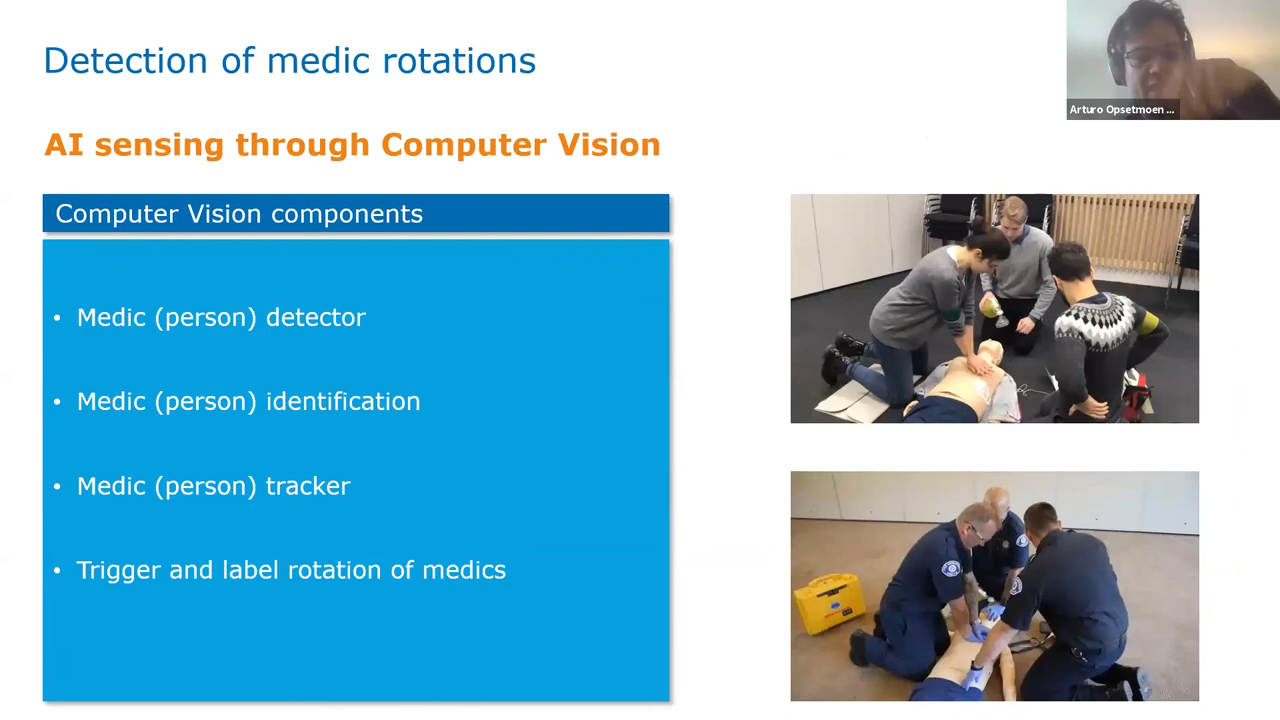 Detection of medic rotations
Arturo Opsetmoen ...
AI sensing through Computer Vision
Computer Vision components
• Medic (person) detector
• Medic (person) identification
• Medic (person) tracker
• Trigger and label rotation of medics